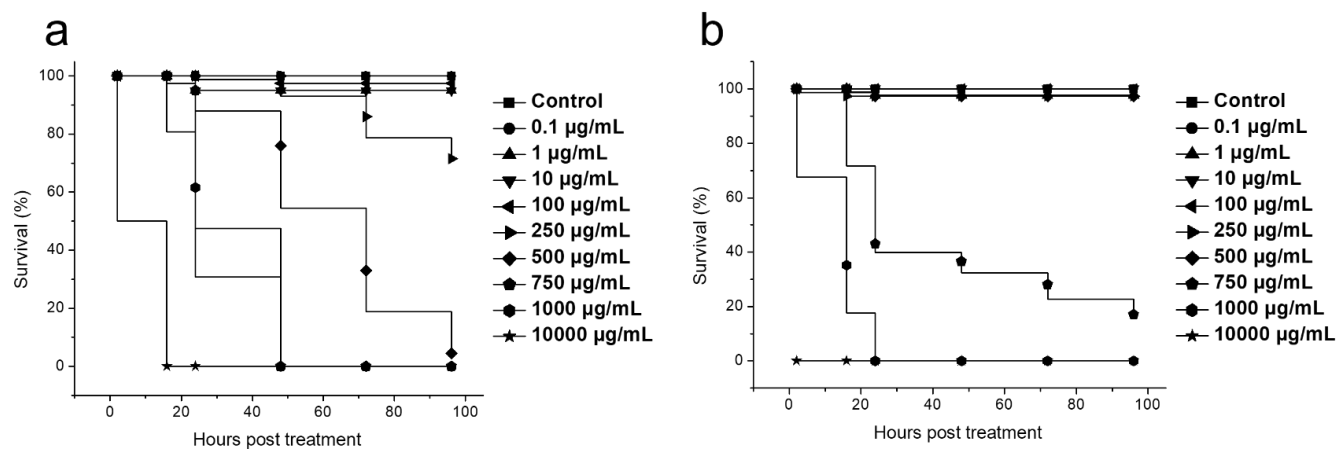 a
100
80
60
40
20
0
Survival (%)
0 20 40 60 80 100
Hours post treatment
Control
0.1 µg/mL
1 µg/mL
10 µg/mL
100 µg/mL
250 µg/mL
500 µg/mL
750 µg/mL
1000 µg/mL
10000 µg/mL
b
100
80
60
40
20
0
Survival (%)
0 20 40 60 80 100
Hours post treatment
Control
0.1 µg/mL
1 µg/mL
10 µg/mL
100 µg/mL
250 µg/mL
500 µg/mL
750 µg/mL
1000 µg/mL
10000 µg/mL